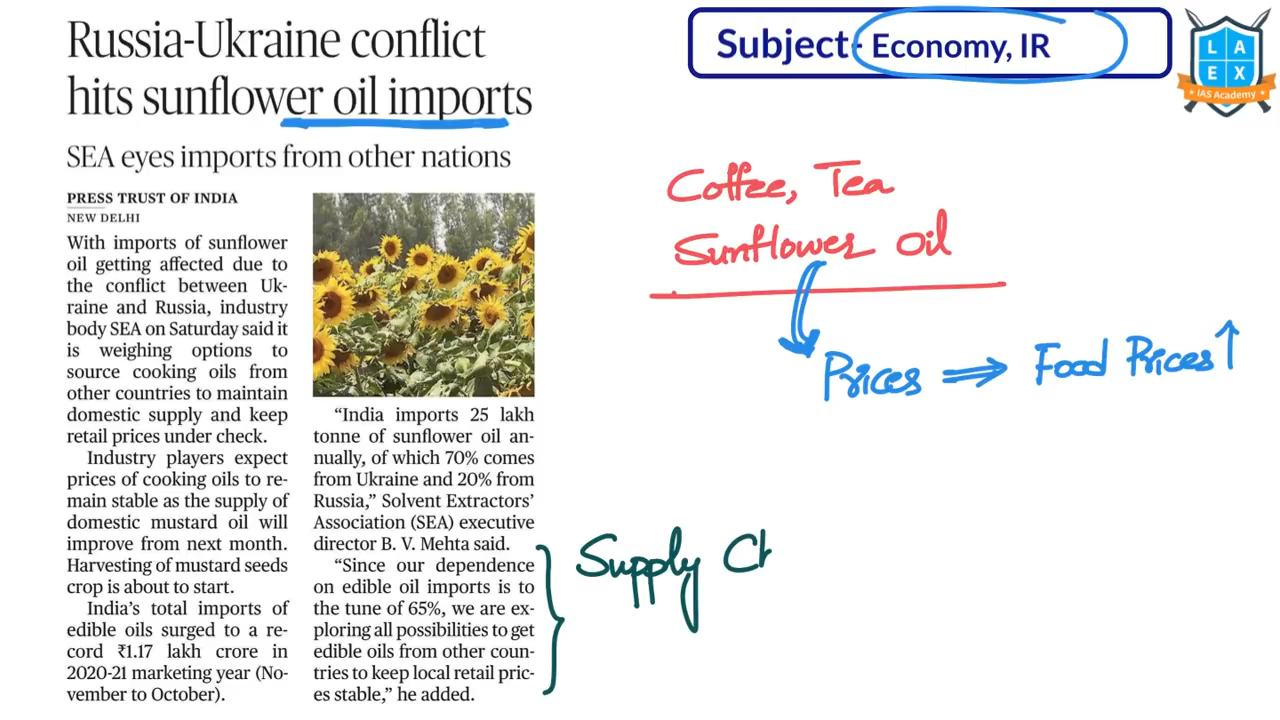 Russia-Ukraine conflict
hits sunflower oil imports
SEA eyes imports from other nations
PRESS TRUST OF INDIA
NEW DELHI
With imports of sunflower
oil getting affected due to
the conflict between Uk-
raine and Russia, industry
body SEA on Saturday said it
is weighing options to
source cooking oils from
other countries to maintain
domestic supply and keep
retail prices under check.
Industry players expect
prices of cooking oils to re-
main stable as the supply of
domestic mustard oil will
improve from next month.
Harvesting of mustard seeds
crop is about to start.
India's total imports of
edible oils surged to a re-
cord ₹1.17 lakh crore in
2020-21 marketing year (No-
vember to October).
"India imports 25 lakh
tonne of sunflower oil an-
nually, of which 70% comes
from Ukraine and 20% from
Russia," Solvent Extractors'
Association (SEA) executive
director B. V. Mehta said.
"Since our dependence
on edible oil imports is to
the tune of 65%, we are ex-
ploring all possibilities to get
edible oils from other coun-
tries to keep local retail pric-
es stable," he added.
Subject- Economy, IR
L A
E X
IAS Academy
Coffee, Tea
Sunflower Oil
Prices ⇒ Food Prices ↑
Supply Ch